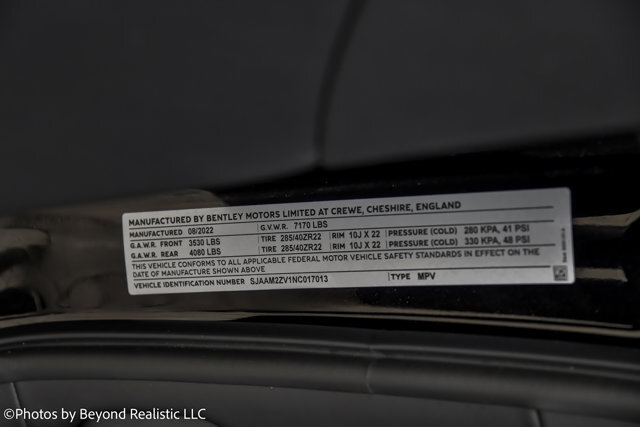 MANUFACTURED BY BENTLEY MOTORS LIMITED AT CREWE, CHESHIRE, ENGLAND
MANUFACTURED 08/2022 G.V.W.R. 7170 LBS
G.A.W.R. FRONT 3530 LBS TIRE 285/40ZR22 RIM 10J X 22 PRESSURE (COLD) 280 KPA, 41 PSI
G.A.W.R. REAR 4080 LBS TIRE 285/40ZR22 RIM 10J X 22 PRESSURE (COLD) 330 KPA, 48 PSI
THIS VEHICLE CONFORMS TO ALL APPLICABLE FEDERAL MOTOR VEHICLE SAFETY STANDARDS IN EFFECT ON THE
DATE OF MANUFACTURE SHOWN ABOVE
VEHICLE IDENTIFICATION NUMBER SJAAM2ZV1NC017013 TYPE MPV
©Photos by Beyond Realistic LLC